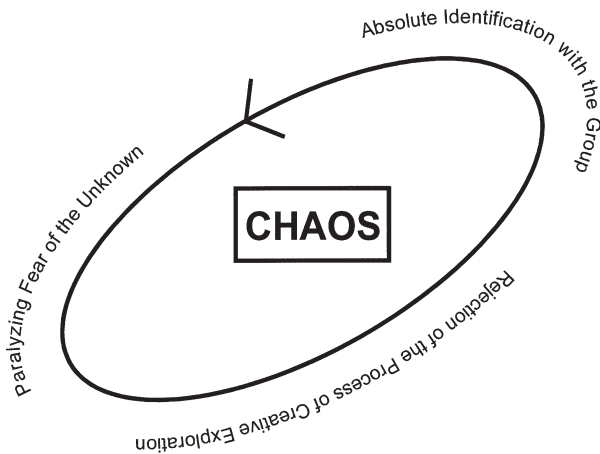 Absolute Identification with the Group
Paralyzing Fear of the Unknown
CHAOS
Rejection of the Process of Creative Exploration